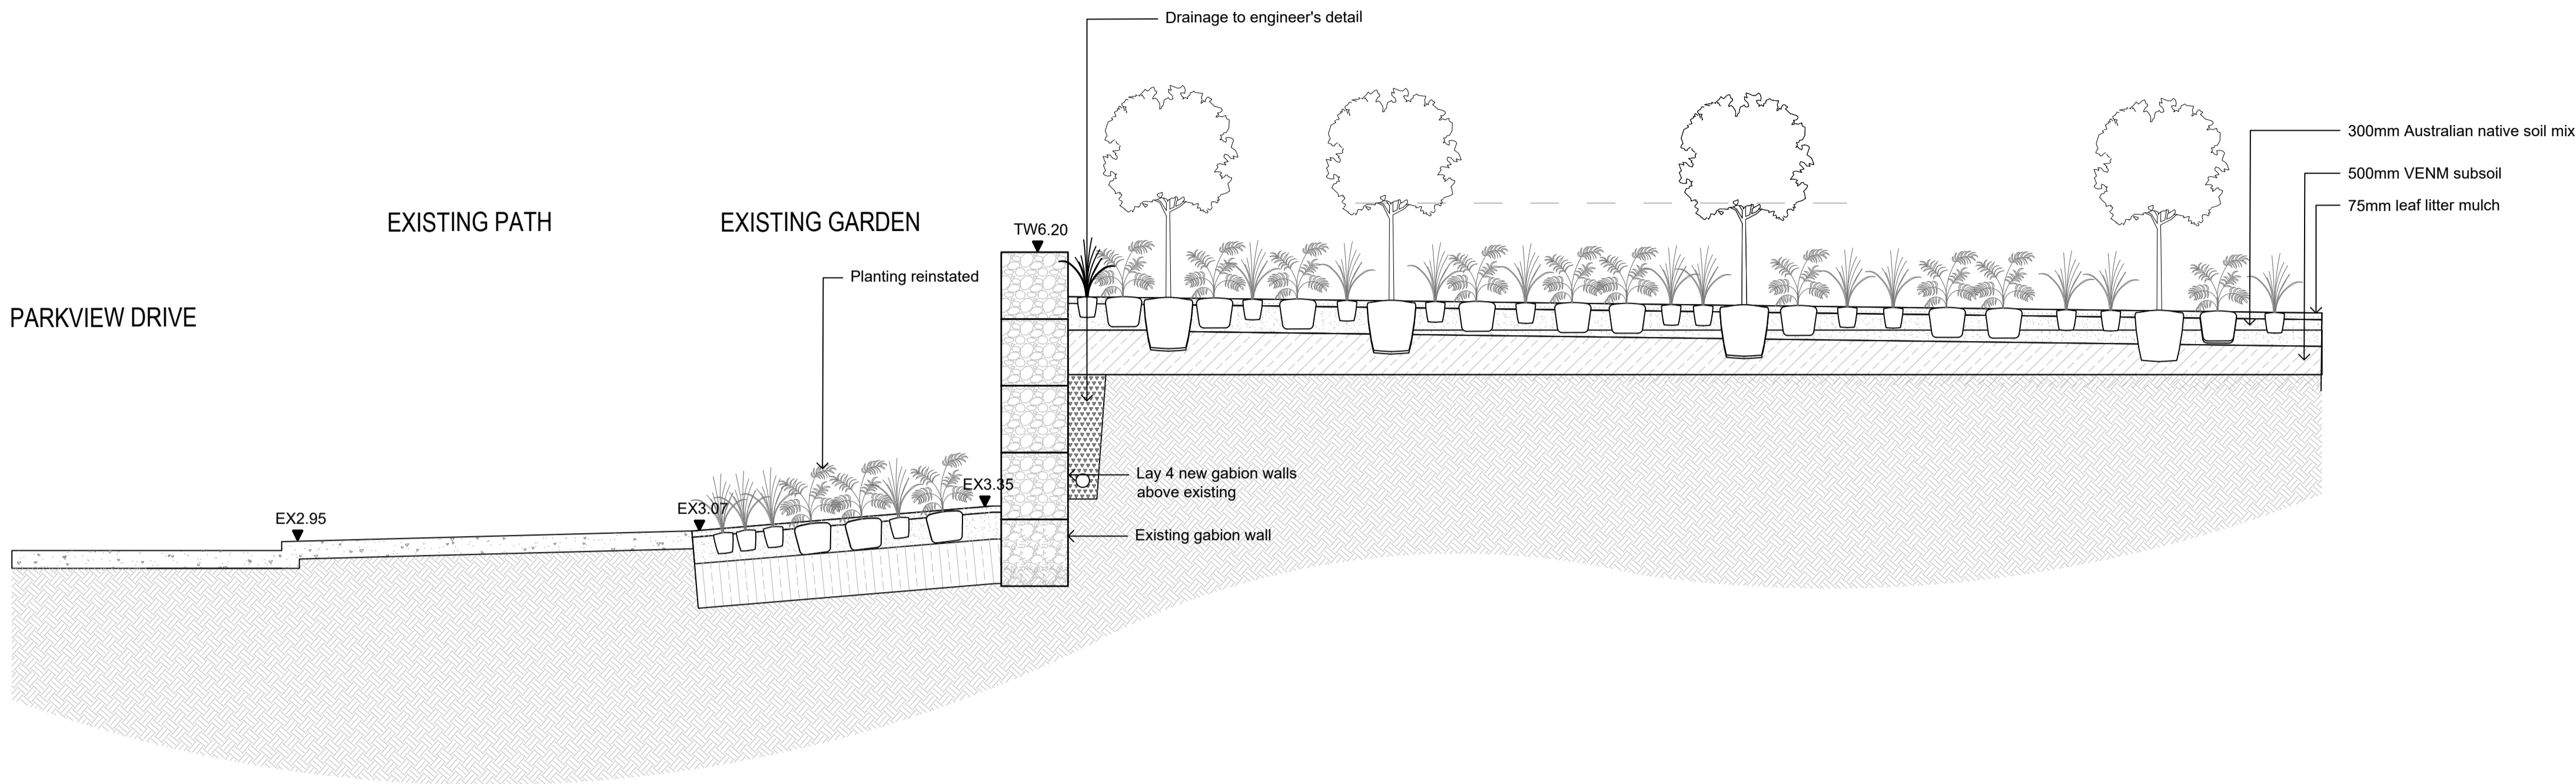 Drainage to engineer's detail
300mm Australian native soil mix
500mm VENM subsoil
75mm leaf litter mulch
EXISTING PATH
EXISTING GARDEN
TW6.20
Planting reinstated
PARKVIEW DRIVE
Lay 4 new gabion walls
above existing
EX3.35
EX3.07
EX2.95
Existing gabion wall